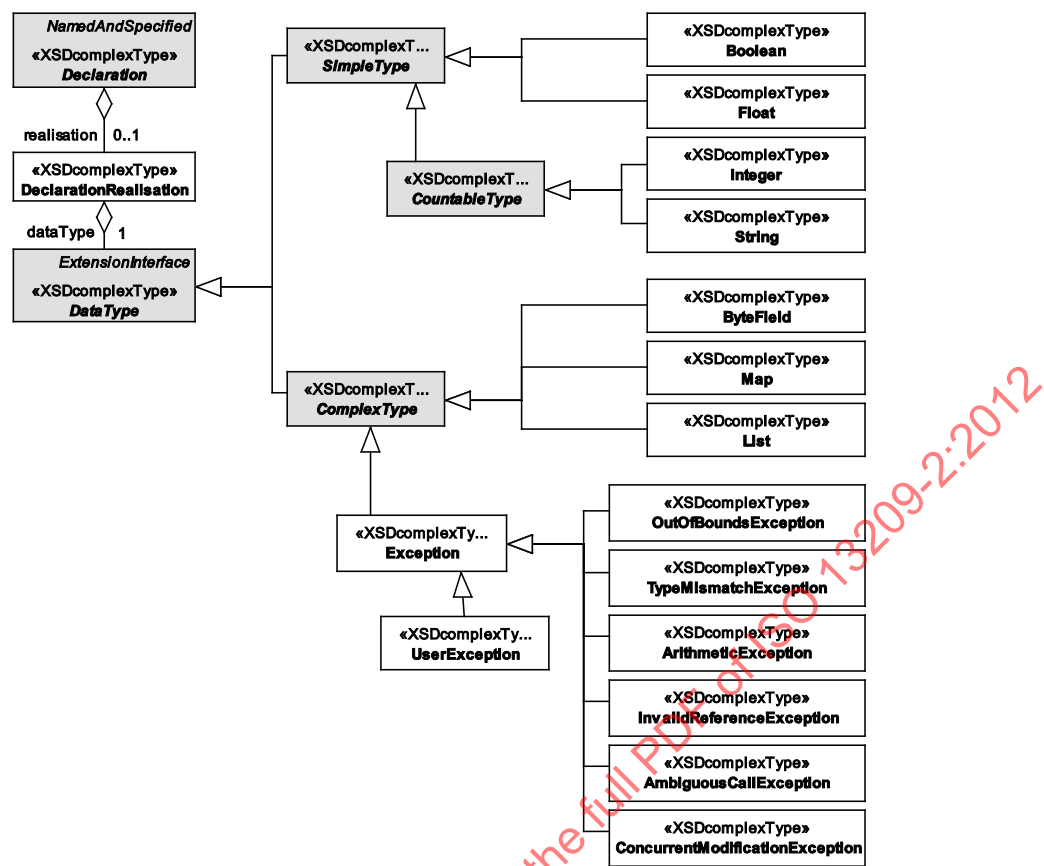 NamedAndSpecified
«XSDcomplexType»
Declaration
realisation 0..1
«XSDcomplexType»
DeclarationRealisation
dataType 1
ExtensionInterface
«XSDcomplexType»
DataType
«XSDcomplexT...
SimpleType
«XSDcomplexT...
CountableType
«XSDcomplexType»
Boolean
«XSDcomplexType»
Float
«XSDcomplexType»
Integer
«XSDcomplexType»
String
«XSDcomplexT...
ComplexType
«XSDcomplexType»
ByteField
«XSDcomplexType»
Map
«XSDcomplexType»
List
«XSDcomplexTy...
Exception
«XSDcomplexTy...
UserException
«XSDcomplexType»
OutOfBoundsException
«XSDcomplexType»
TypeMismatchException
«XSDcomplexType»
ArithmeticException
«XSDcomplexType»
InvalidReferenceException
«XSDcomplexType»
AmbiguousCallException
«XSDcomplexType»
ConcurrentModificationException
the full PDF of ISO 13209-2:2012